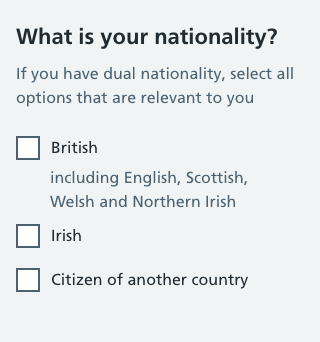 What is your nationality?
If you have dual nationality, select all
options that are relevant to you
British
including English, Scottish,
Welsh and Northern Irish
Irish
Citizen of another country